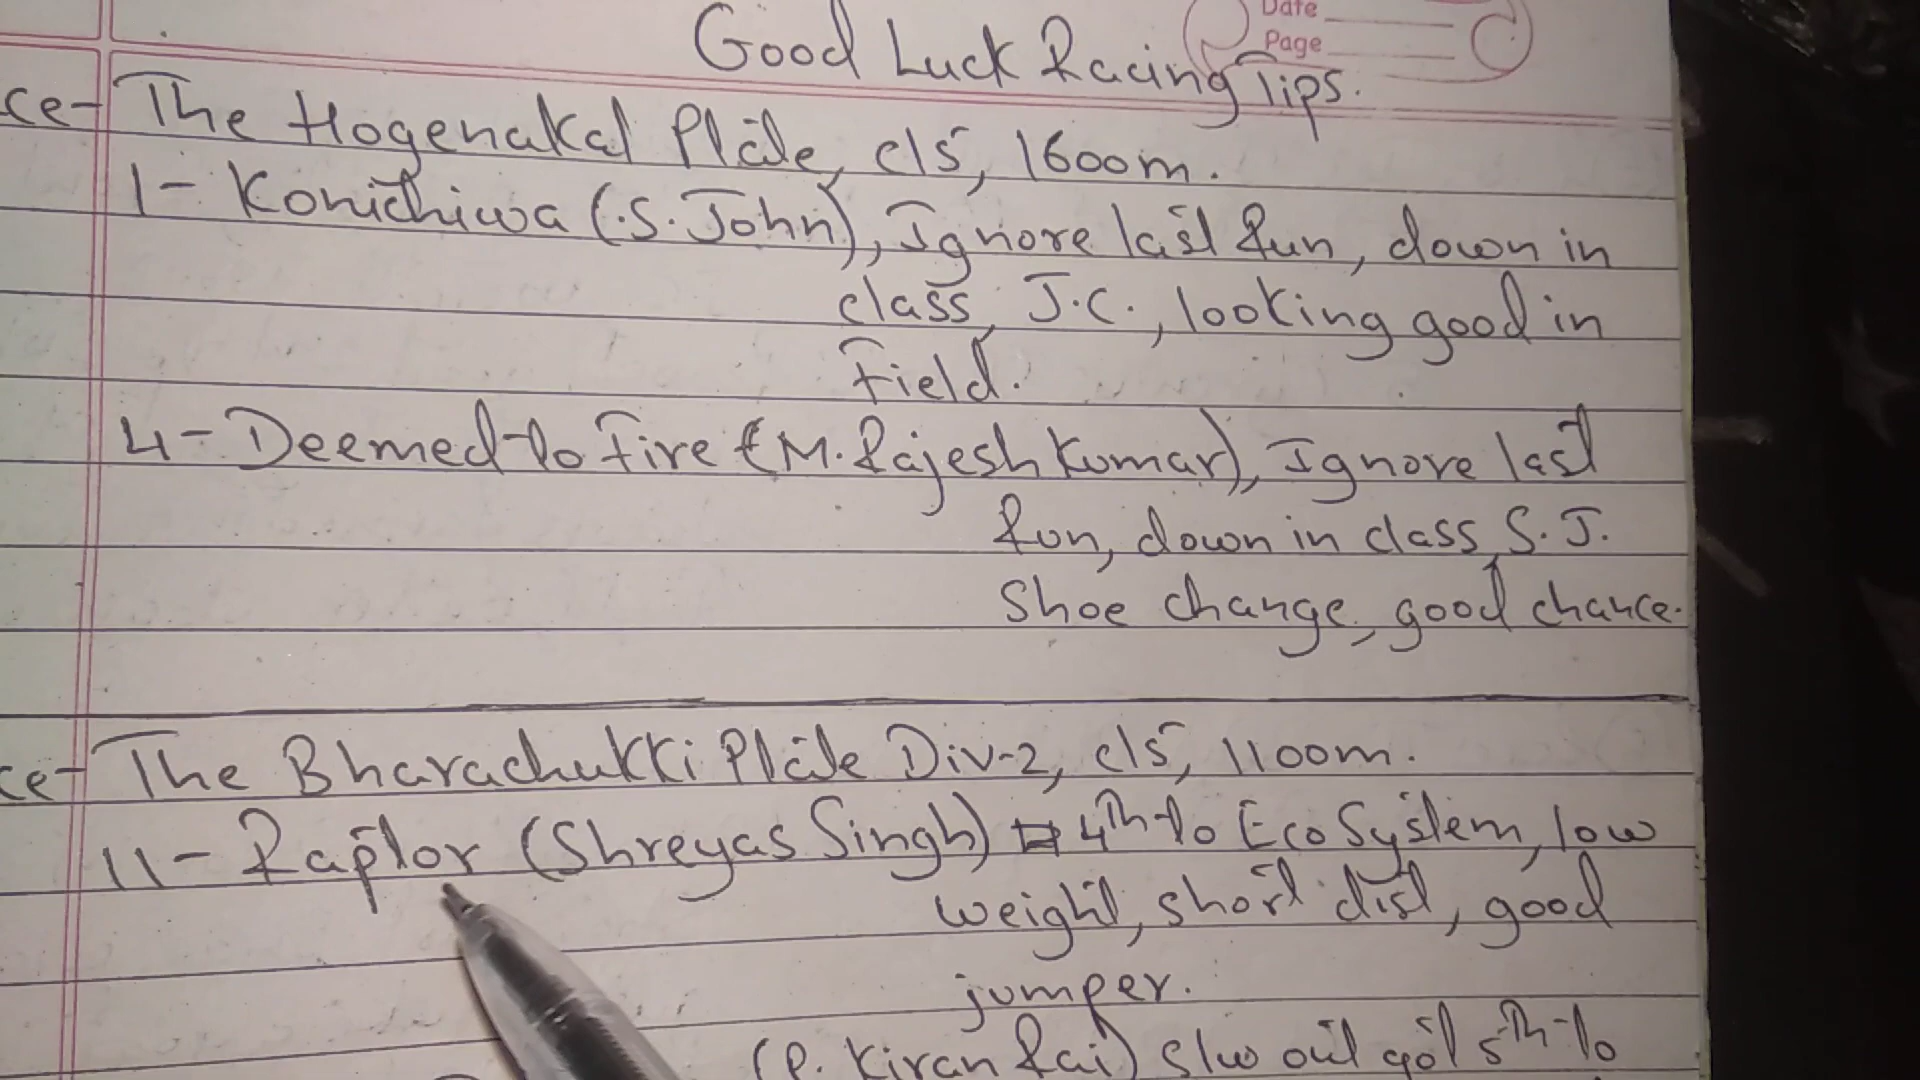 Date
Page
Good Luck Racing Tips.
ce- The Hogenakal Plate, cl5, 1600m.
1- Konichiwa (S. John), Ignore last Run, down in
class, J.C., looking good in
Field.
4- Deemed to Fire (M. Rajesh Kumar), Ignore last
Run, down in class, S.J.
Shoe change, good chance.
ce- The Bharachukki Plate Div-2, cl5, 1100m.
11- Raptor (Shreyas Singh) 4th to Eco System, low
weight, short dist, good
jumper.
(P. Kiran Rai) Slw out got 5th to